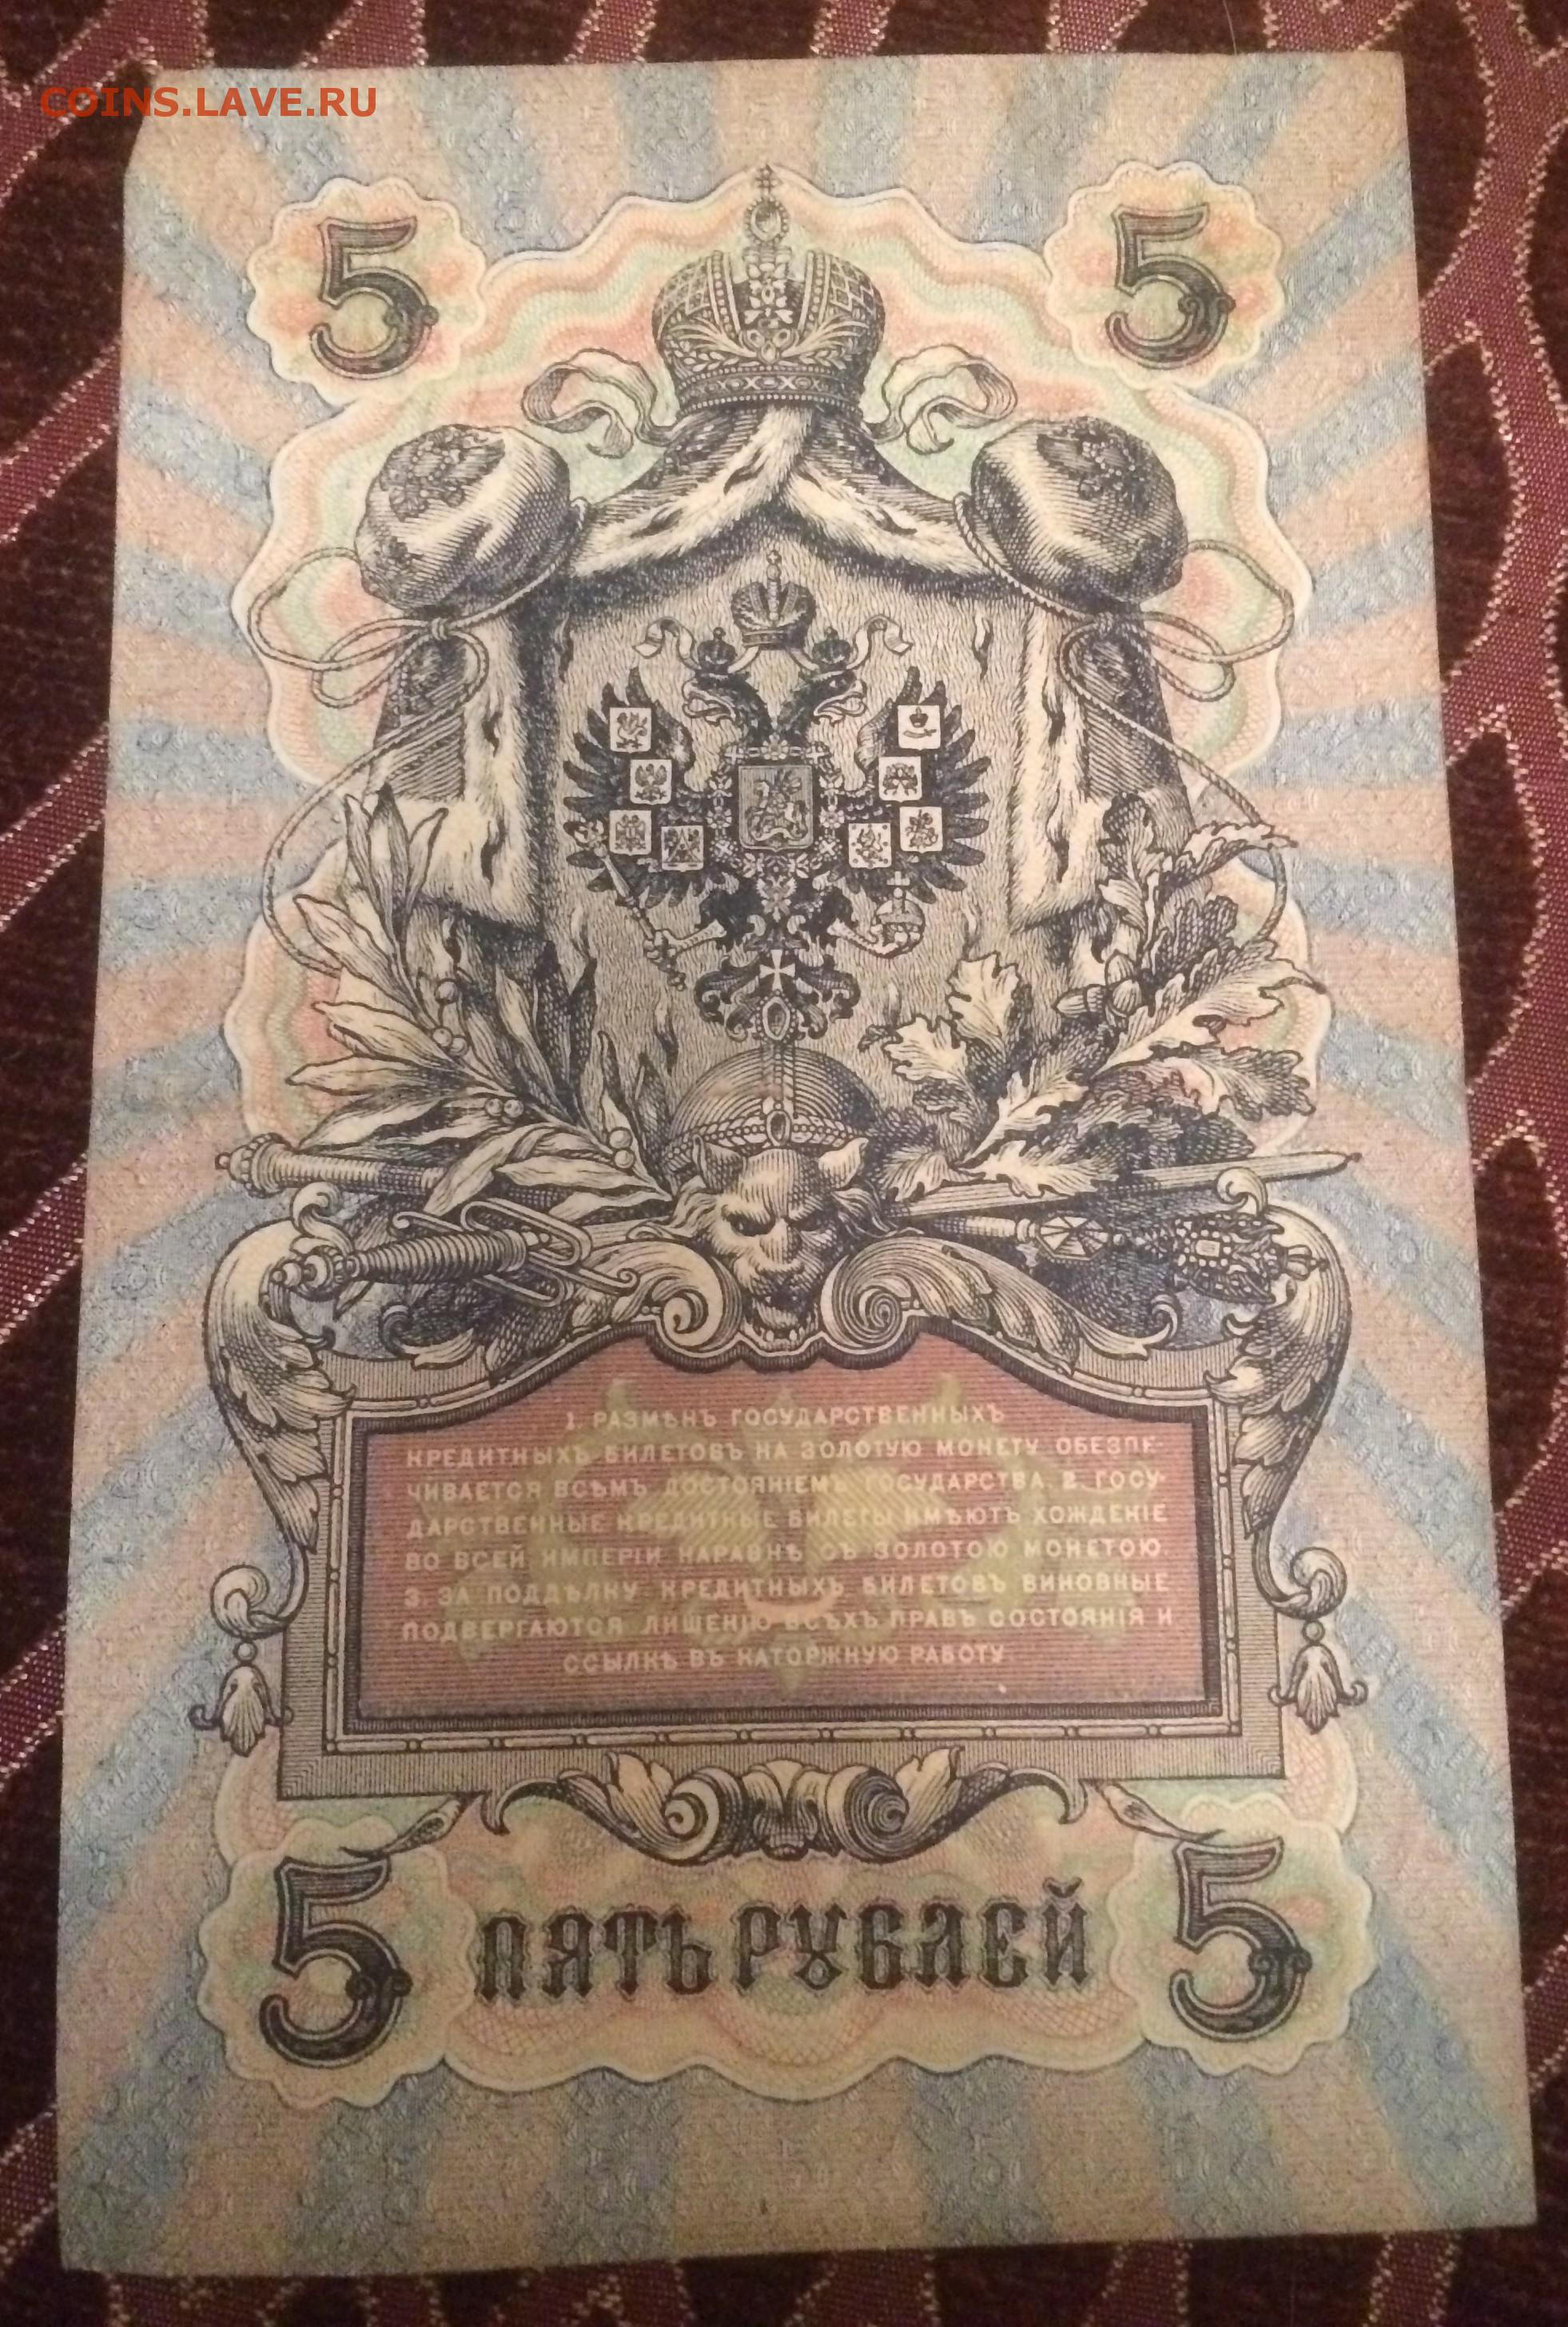 COINS.LAVE.RU
5 5
1. РАЗМѢНЪ ГОСУДАРСТВЕННЫХЪ
КРЕДИТНЫХЪ БИЛЕТОВЪ НА ЗОЛОТУЮ МОНЕТУ ОБЕЗПЕ-
ЧИВАЕТСЯ ВСѢМЪ ДОСТОЯНІЕМЪ ГОСУДАРСТВА. 2. ГОСУ-
ДАРСТВЕННЫЕ КРЕДИТНЫЕ БИЛЕТЫ ИМѢЮТЪ ХОЖДЕНІЕ
ВО ВСЕЙ ИМПЕРІИ НАРАВНѢ СЪ ЗОЛОТОЮ МОНЕТОЮ.
3. ЗА ПОДДѢЛКУ КРЕДИТНЫХЪ БИЛЕТОВЪ ВИНОВНЫЕ
ПОДВЕРГАЮТСЯ ЛИШЕНІЮ ВСѢХЪ ПРАВЪ СОСТОЯНІЯ И
ССЫЛКѢ ВЪ КАТОРЖНУЮ РАБОТУ.
5 ПЯТЬ РУБЛЕЙ 5